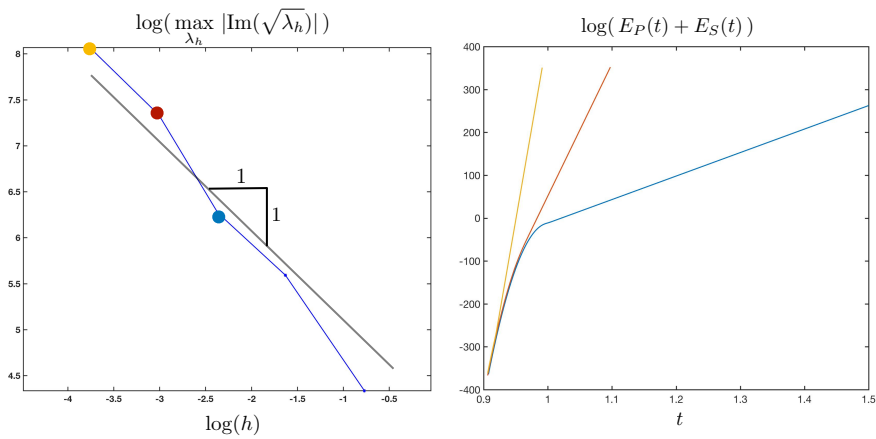 log( max |Im(√λ_h)| )
λ_h
8
7.5
7
6.5
6
5.5
5
4.5
1
1
-4 -3.5 -3 -2.5 -2 -1.5 -1 -0.5
log(h)
log( E_P(t) + E_S(t) )
400
300
200
100
0
-100
-200
-300
-400
0.9 1 1.1 1.2 1.3 1.4 1.5
t